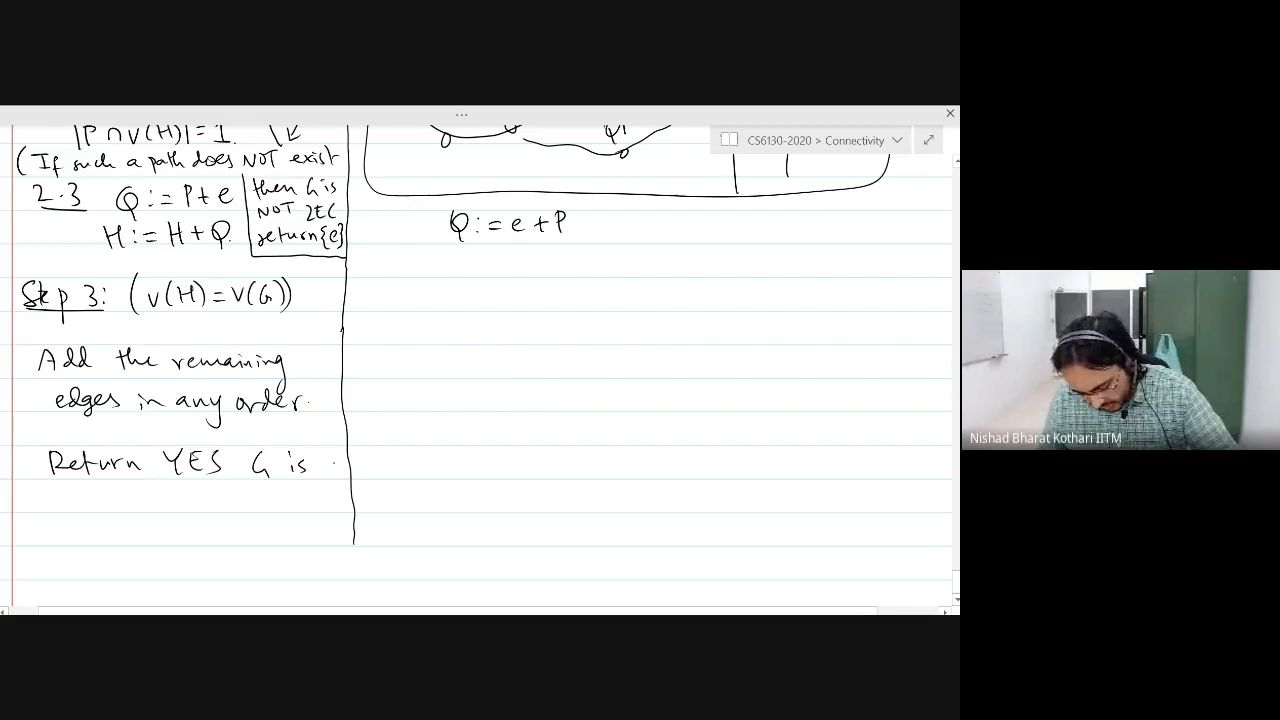 |P ∩ V(H)| = 1.
(If such a path does NOT exist
then G is
NOT 2EC
return {e}
2.3 Q := P + e
H := H + Q.
Step 3: (V(H) = V(G))
Add the remaining
edges in any order.
Return YES G is
Q1
Q := e + P
CS6130-2020 > Connectivity
Nishad Bharat Kothari IITM